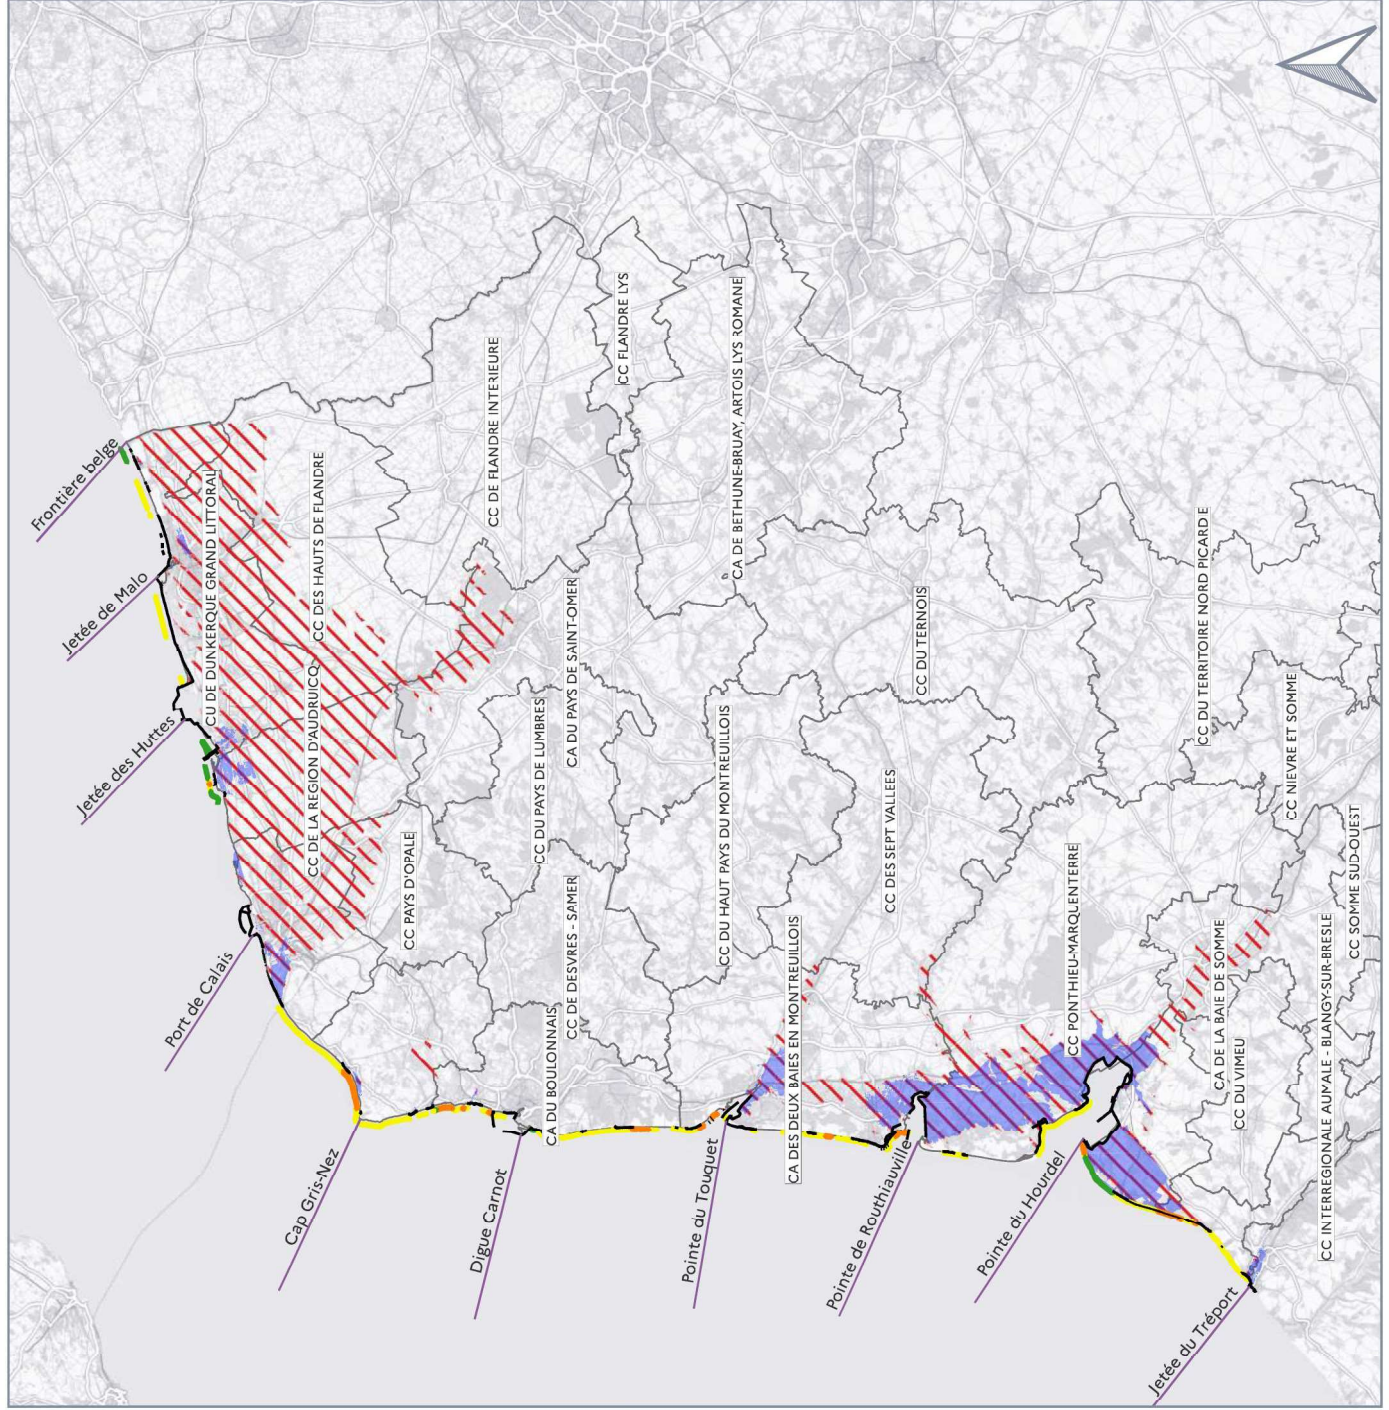 Frontière belge
Jetée de Malo
Jetée des Huttes
Port de Calais
Cap Gris-Nez
Digue Carnot
Pointe du Touquet
Pointe de Routhiauville
Pointe du Hourdel
Jetée du Tréport
CU DE DUNKERQUE GRAND LITTORAL
CC DES HAUTS DE FLANDRE
CC DE LA REGION D'AUDRUICQ
CC PAYS D'OPALE
CC DE FLANDRE INTERIEURE
CC FLANDRE LYS
CA DE BETHUNE-BRUAY, ARTOIS LYS ROMANE
CC DU PAYS DE LUMBRES
CA DU PAYS DE SAINT-OMER
CC DE DESVRES - SAMER
CA DU BOULONNAIS
CC DU HAUT PAYS DU MONTREUILLOIS
CA DES DEUX BAIES EN MONTREUILLOIS
CC DES SEPT VALLEES
CC DU TERNOIS
CC PONTHIEU-MARQUENTERRE
CC DU TERRITOIRE NORD PICARDIE
CA DE LA BAIE DE SOMME
CC DU VIMEU
CC NIEVRE ET SOMME
CC INTERREGIONALE AUMALE - BLANGY-SUR-BRESLE
CC SOMME SUD-OUEST